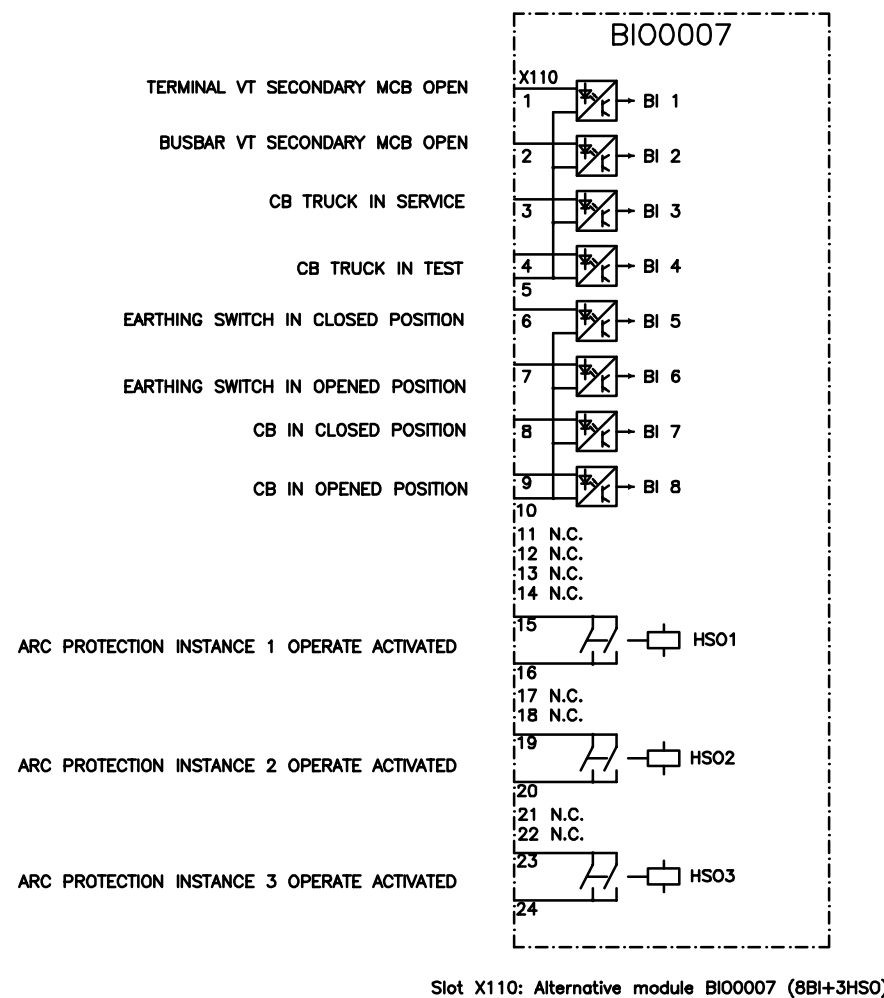 BIO0007
X110
TERMINAL VT SECONDARY MCB OPEN
1
BI 1
BUSBAR VT SECONDARY MCB OPEN
2
BI 2
CB TRUCK IN SERVICE
3
BI 3
CB TRUCK IN TEST
4
BI 4
5
EARTHING SWITCH IN CLOSED POSITION
6
BI 5
EARTHING SWITCH IN OPENED POSITION
7
BI 6
CB IN CLOSED POSITION
8
BI 7
CB IN OPENED POSITION
9
BI 8
10
11 N.C.
12 N.C.
13 N.C.
14 N.C.
15
ARC PROTECTION INSTANCE 1 OPERATE ACTIVATED
HSO1
16
17 N.C.
18 N.C.
19
ARC PROTECTION INSTANCE 2 OPERATE ACTIVATED
HSO2
20
21 N.C.
22 N.C.
23
ARC PROTECTION INSTANCE 3 OPERATE ACTIVATED
HSO3
24
Slot X110: Alternative module BIO0007 (8BI+3HSO)